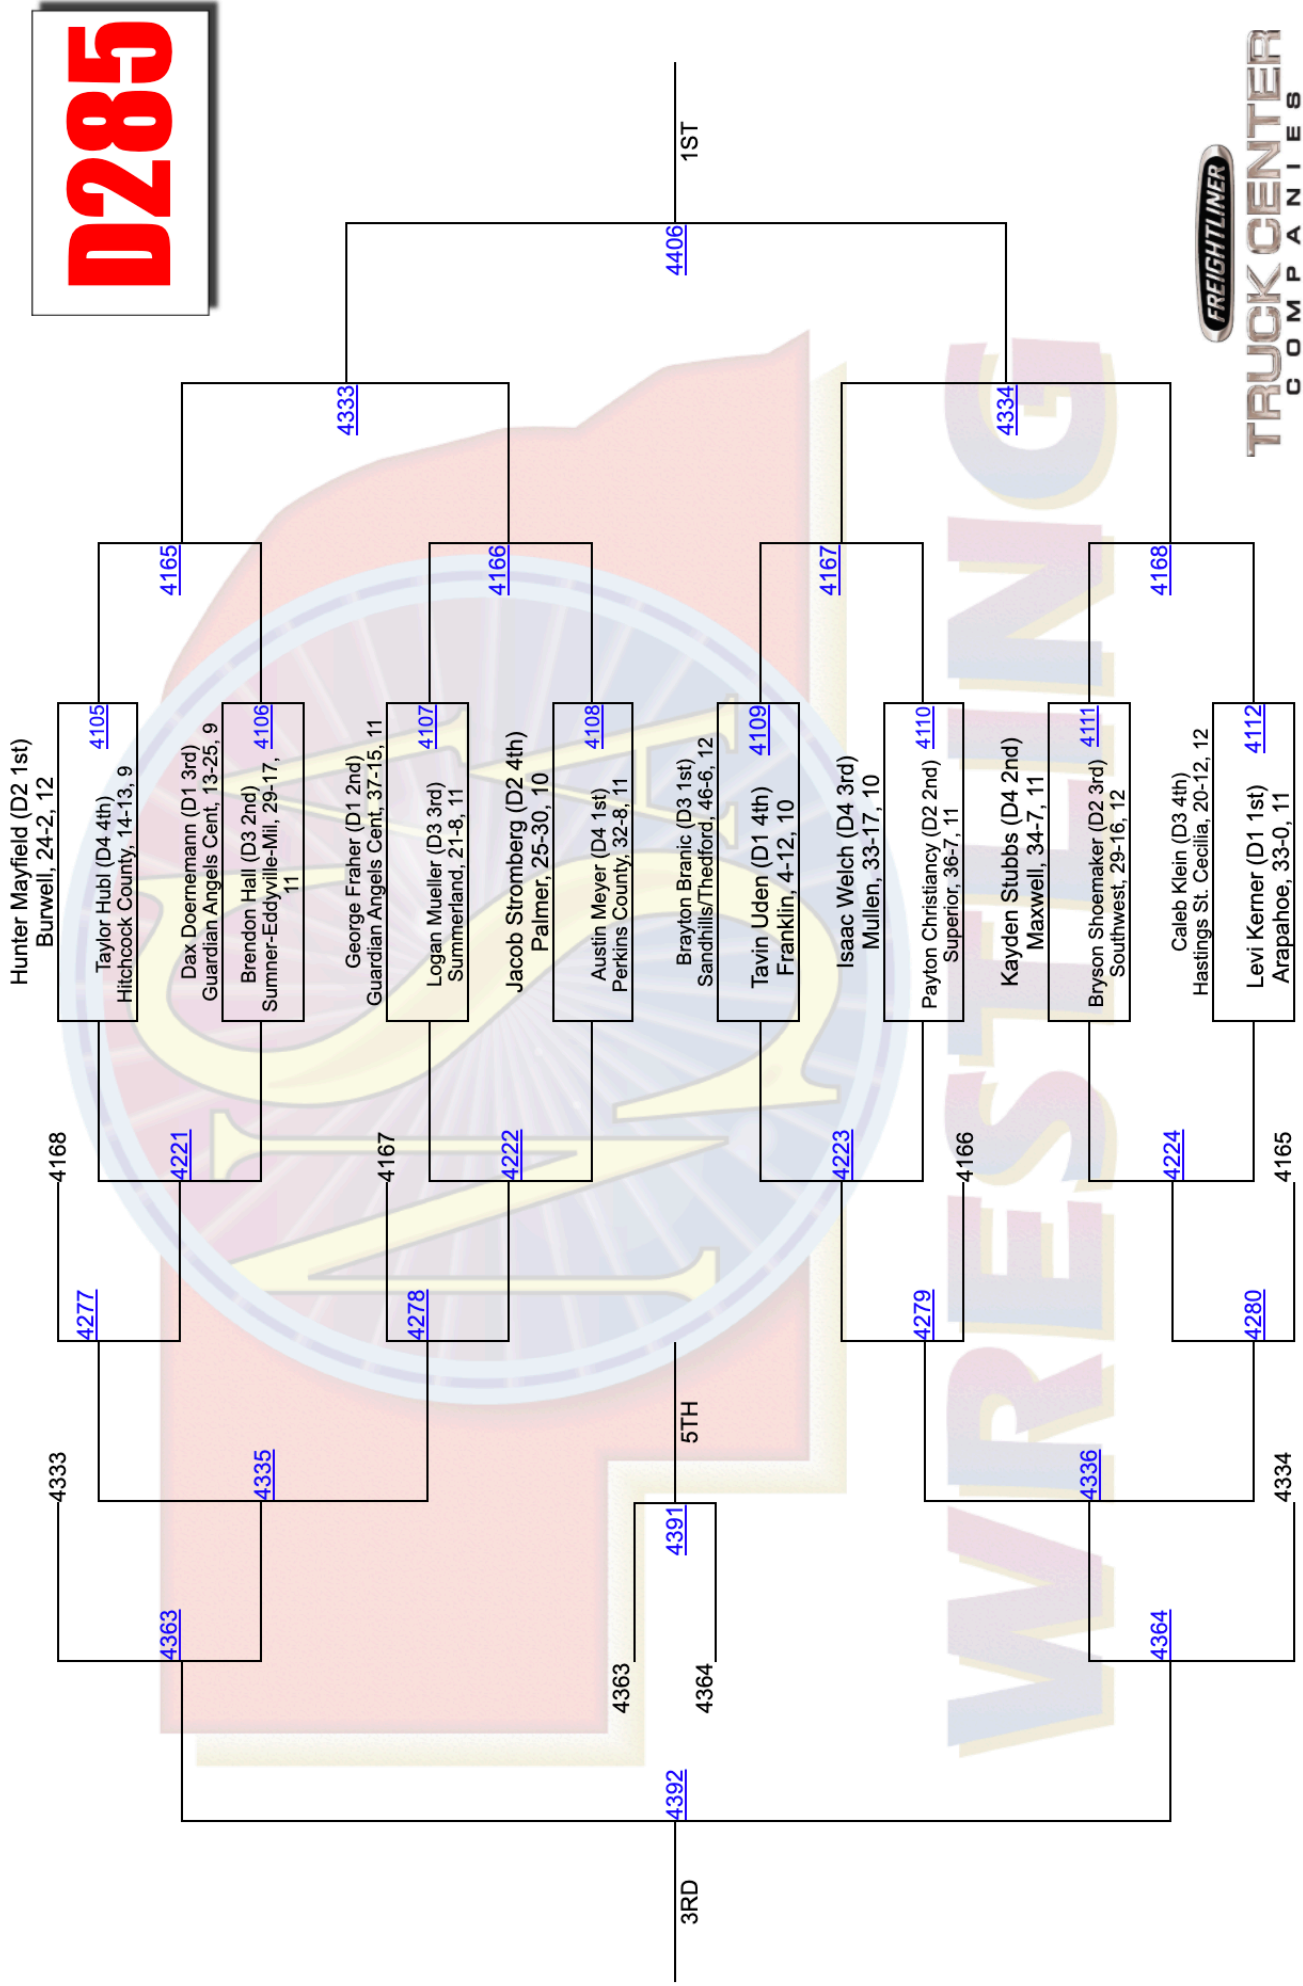 D285
Hunter Mayfield (D2 1st)
Burwell, 24-2, 12
4105
Taylor Hubl (D4 4th)
Hitchcock County, 14-13, 9
Dax Doernemann (D1 3rd)
Guardian Angels Cent, 13-25, 9
4106
Brendon Hall (D3 2nd)
Sumner-Eddyville-Mil, 29-17,
11
George Fraher (D1 2nd)
Guardian Angels Cent, 37-15, 11
4107
Logan Mueller (D3 3rd)
Summerland, 21-8, 11
Jacob Stromberg (D2 4th)
Palmer, 25-30, 10
4108
Austin Meyer (D4 1st)
Perkins County, 32-8, 11
Brayton Branic (D3 1st)
Sandhills/Thedford, 46-6, 12
4109
Tavin Uden (D1 4th)
Franklin, 4-12, 10
Isaac Welch (D4 3rd)
Mullen, 33-17, 10
4110
Payton Christiancy (D2 2nd)
Superior, 36-7, 11
Kayden Stubbs (D4 2nd)
Maxwell, 34-7, 11
4111
Bryson Shoemaker (D2 3rd)
Southwest, 29-16, 12
Caleb Klein (D3 4th)
Hastings St. Cecilia, 20-12, 12
4112
Levi Kerner (D1 1st)
Arapahoe, 33-0, 11
4165
4166
4167
4168
4333
4334
4406
1ST
4168
4221
4167
4222
4223
4166
4224
4165
4277
4278
4279
4280
4333
4335
4336
4334
4363
4364
4363
4364
4391
5TH
4392
3RD
NSAA
WRESTLING
FREIGHTLINER
TRUCK CENTER
COMPANIES